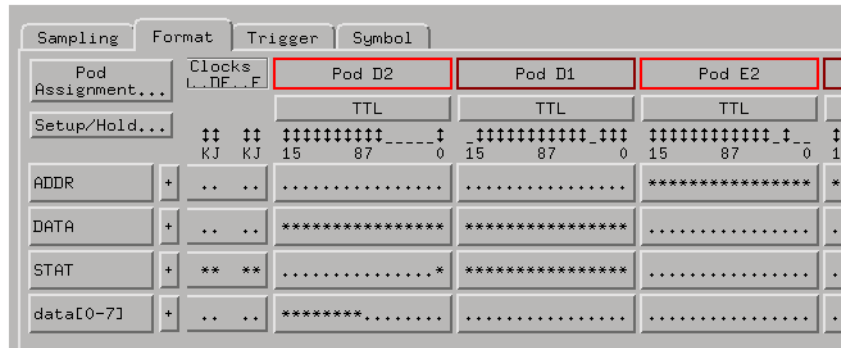 Sampling Format Trigger Symbol
Pod Assignment... Clocks Pod D2 Pod D1 Pod E2
TTL TTL TTL
Setup/Hold...
KJ KJ 15 87 0 15 87 0 15 87 0 1
ADDR + .. .. ................ ................ **************** *
DATA + .. .. **************** **************** ................ .
STAT + ** ** ...............* **************** ................ .
data[0-7] + .. .. ********........ ................ ................ .